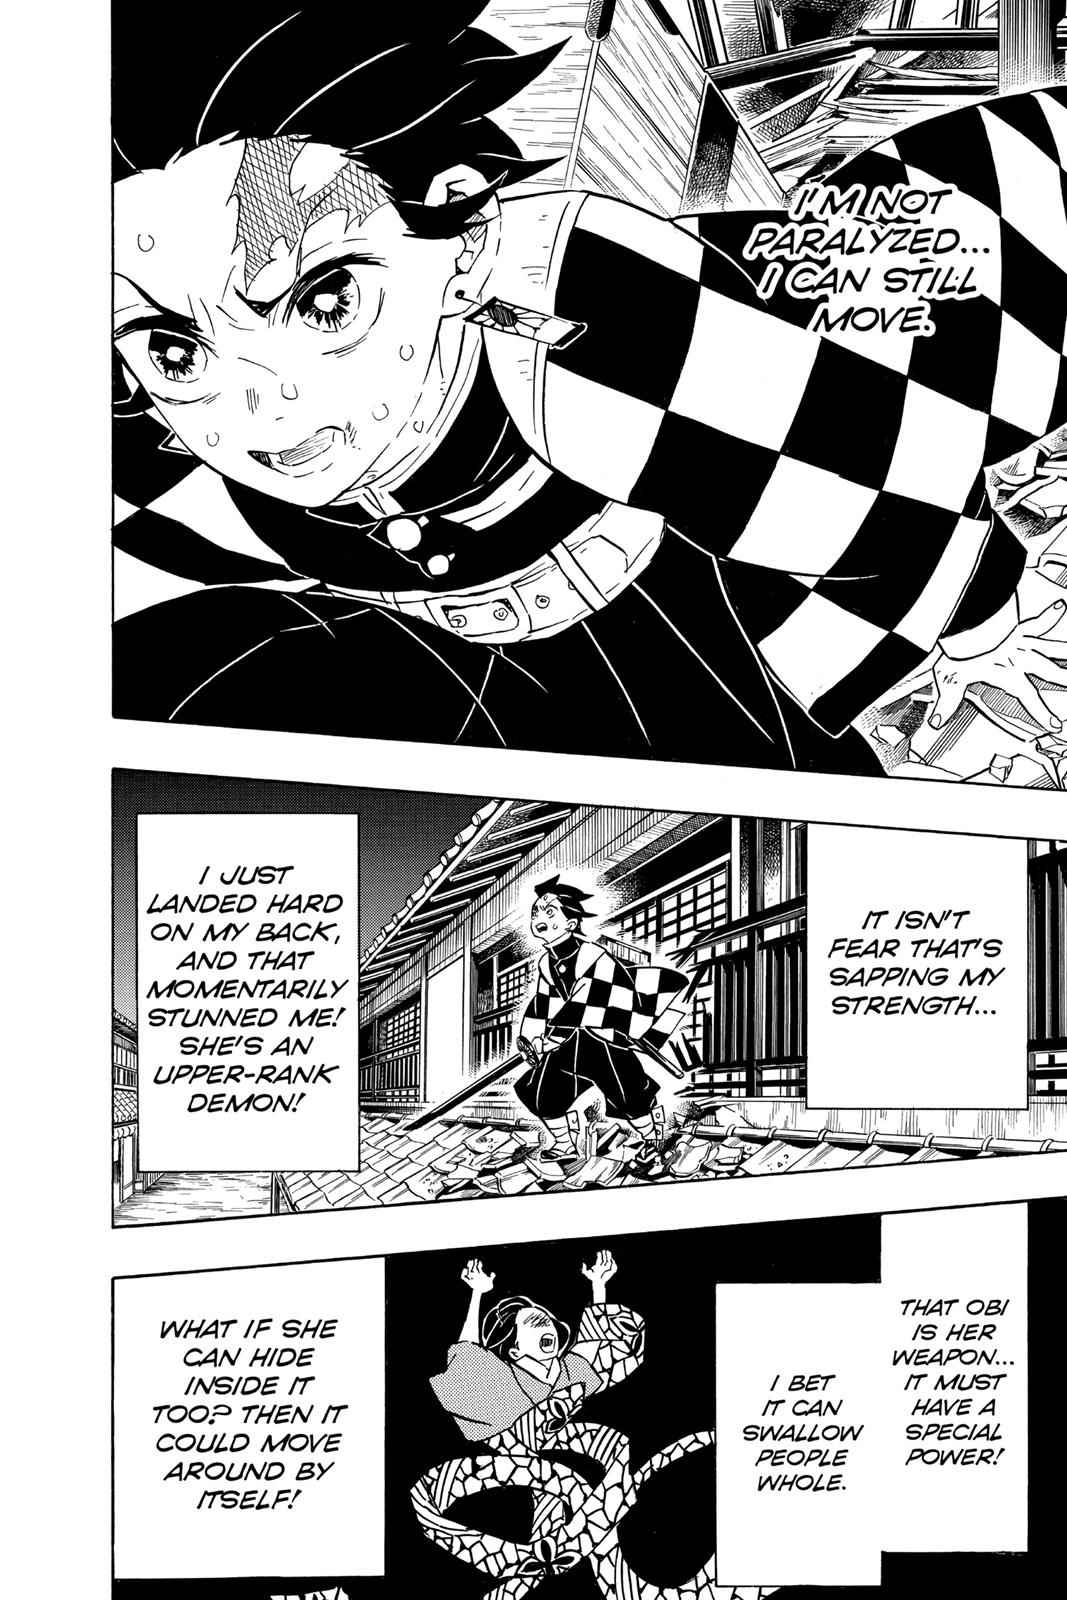 I'M NOT
PARALYZED...
I CAN STILL
MOVE.
IT ISN'T
FEAR THAT'S
SAPPING MY
STRENGTH...
I JUST
LANDED HARD
ON MY BACK,
AND THAT
MOMENTARILY
STUNNED ME!
SHE'S AN
UPPER-RANK
DEMON!
THAT OBI
IS HER
WEAPON...
IT MUST
HAVE A
SPECIAL
POWER!
I BET
IT CAN
SWALLOW
PEOPLE
WHOLE.
WHAT IF SHE
CAN HIDE
INSIDE IT
TOO? THEN IT
COULD MOVE
AROUND BY
ITSELF!